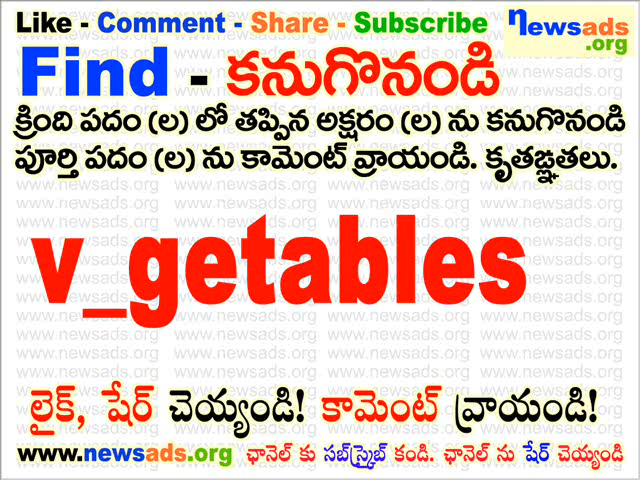 Like - Comment - Share - Subscribe
newsads
.org
Find - కనుగొనండి
క్రింది పదం (ల) లో తప్పిన అక్షరం (ల) ను కనుగొనండి
పూర్తి పదం (ల) ను కామెంట్ వ్రాయండి. కృతఙ్ఞతలు.
v_getables
లైక్, షేర్ చెయ్యండి! కామెంట్ వ్రాయండి!
www.newsads.org ఛానెల్ కు సబ్‌స్క్రైబ్ కండి. ఛానెల్ ను షేర్ చెయ్యండి